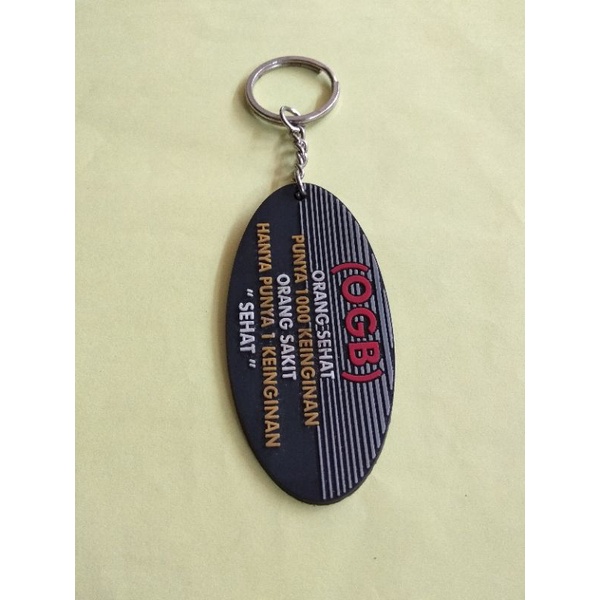 (OGB)
ORANG SEHAT
PUNYA 1000 KEINGINAN
ORANG SAKIT
HANYA PUNYA 1 KEINGINAN
“ SEHAT ”